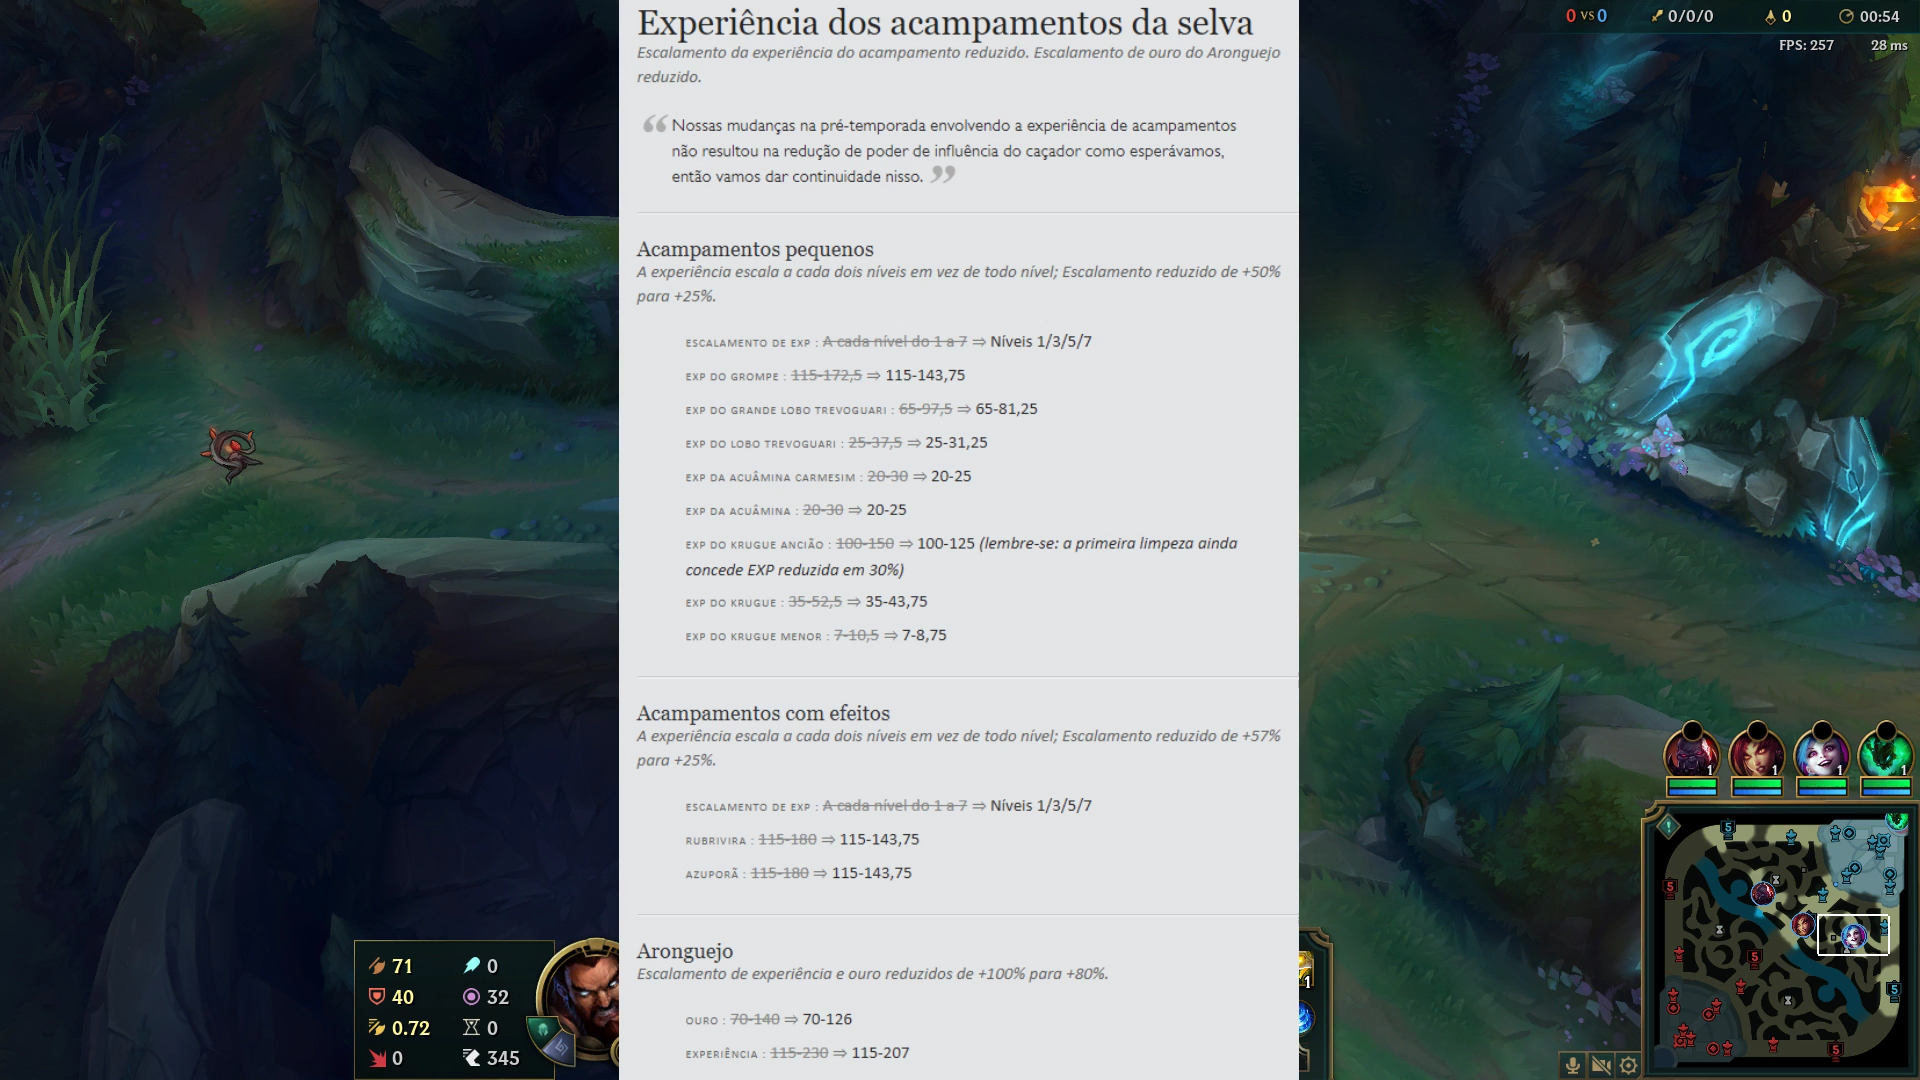 Experiência dos acampamentos da selva
Escalamento da experiência do acampamento reduzido. Escalamento de ouro do Aronguejo
reduzido.
“ Nossas mudanças na pré-temporada envolvendo a experiência de acampamentos
não resultou na redução de poder de influência do caçador como esperávamos,
então vamos dar continuidade nisso. ”
Acampamentos pequenos
A experiência escala a cada dois níveis em vez de todo nível; Escalamento reduzido de +50%
para +25%.
ESCALAMENTO DE EXP : A cada nível do 1 a 7 ⇒ Níveis 1/3/5/7
EXP DO GROMPE : 115-172,5 ⇒ 115-143,75
EXP DO GRANDE LOBO TREVOGUARI : 65-97,5 ⇒ 65-81,25
EXP DO LOBO TREVOGUARI : 25-37,5 ⇒ 25-31,25
EXP DA ACUÂMINA CARMESIM : 20-30 ⇒ 20-25
EXP DA ACUÂMINA : 20-30 ⇒ 20-25
EXP DO KRUGUE ANCIÃO : 100-150 ⇒ 100-125 (lembre-se: a primeira limpeza ainda
concede EXP reduzida em 30%)
EXP DO KRUGUE : 35-52,5 ⇒ 35-43,75
EXP DO KRUGUE MENOR : 7-10,5 ⇒ 7-8,75
Acampamentos com efeitos
A experiência escala a cada dois níveis em vez de todo nível; Escalamento reduzido de +57%
para +25%.
ESCALAMENTO DE EXP : A cada nível do 1 a 7 ⇒ Níveis 1/3/5/7
RUBRIVIRA : 115-180 ⇒ 115-143,75
AZUPORÃ : 115-180 ⇒ 115-143,75
Aronguejo
Escalamento de experiência e ouro reduzidos de +100% para +80%.
OURO : 70-140 ⇒ 70-126
EXPERIÊNCIA : 115-230 ⇒ 115-207
0 VS 0 0/0/0 0 00:54
FPS: 257 28 ms
71 0
40 32
0.72 0
0 345
1
1 1 1 1
5
5
5
5
5